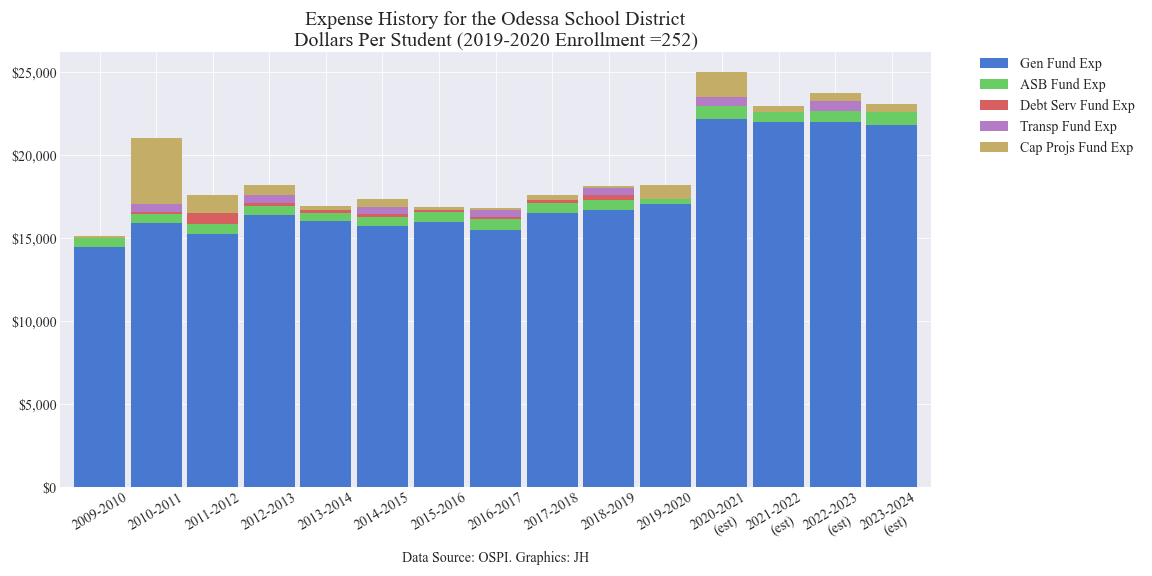 Expense History for the Odessa School District
Dollars Per Student (2019-2020 Enrollment =252)
$25,000
$20,000
$15,000
$10,000
$5,000
$0
2009-2010
2010-2011
2011-2012
2012-2013
2013-2014
2014-2015
2015-2016
2016-2017
2017-2018
2018-2019
2019-2020
2020-2021
(est)
2021-2022
(est)
2022-2023
(est)
2023-2024
(est)
Data Source: OSPI. Graphics: JH
Gen Fund Exp
ASB Fund Exp
Debt Serv Fund Exp
Transp Fund Exp
Cap Projs Fund Exp